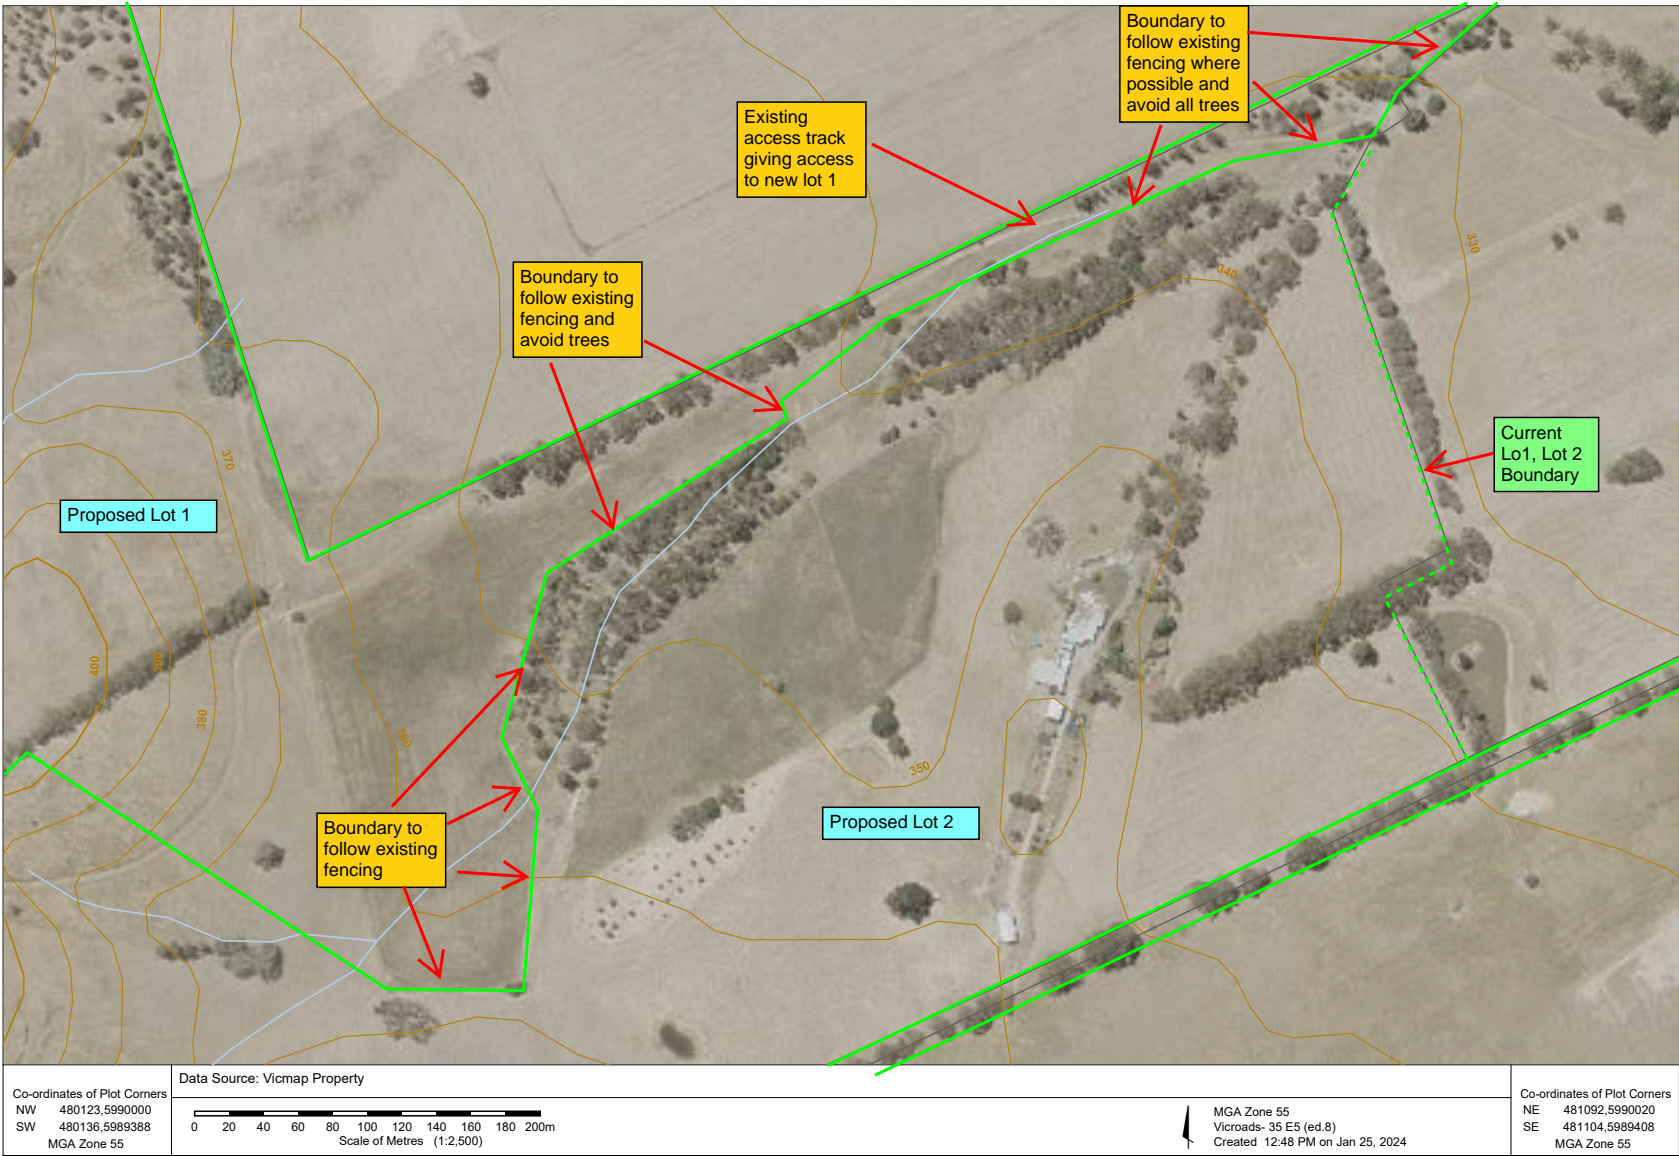 Boundary to
follow existing
fencing where
possible and
avoid all trees
Existing
access track
giving access
to new lot 1
Boundary to
follow existing
fencing and
avoid trees
Current
Lo1, Lot 2
Boundary
Proposed Lot 1
Proposed Lot 2
Boundary to
follow existing
fencing
330
340
370
400
390
380
360
350
Co-ordinates of Plot Corners
NW 480123,5990000
SW 480136,5989388
MGA Zone 55
Data Source: Vicmap Property
0 20 40 60 80 100 120 140 160 180 200m
Scale of Metres (1:2,500)
MGA Zone 55
Vicroads- 35 E5 (ed.8)
Created 12:48 PM on Jan 25, 2024
Co-ordinates of Plot Corners
NE 481092,5990020
SE 481104,5989408
MGA Zone 55